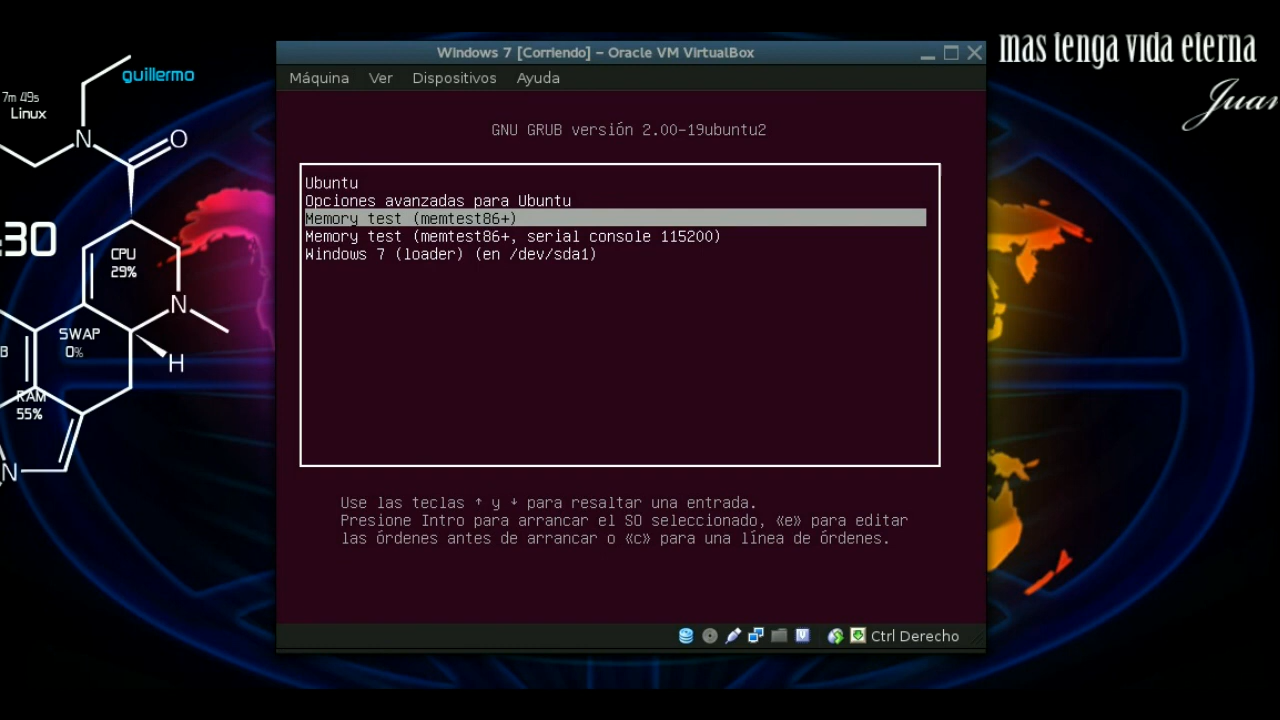 Windows 7 [Corriendo] – Oracle VM VirtualBox
Máquina Ver Dispositivos Ayuda
GNU GRUB versión 2.00-19ubuntu2
Ubuntu
Opciones avanzadas para Ubuntu
Memory test (memtest86+)
Memory test (memtest86+, serial console 115200)
Windows 7 (loader) (en /dev/sda1)
Use las teclas ↑ y ↓ para resaltar una entrada.
Presione Intro para arrancar el SO seleccionado, «e» para editar
las órdenes antes de arrancar o «c» para una línea de órdenes.
Ctrl Derecho
guillermo
7m 49s
Linux
N
O
:30
CPU
29%
N
SWAP
0%
B
H
RAM
55%
N
mas tenga vida eterna
Juan